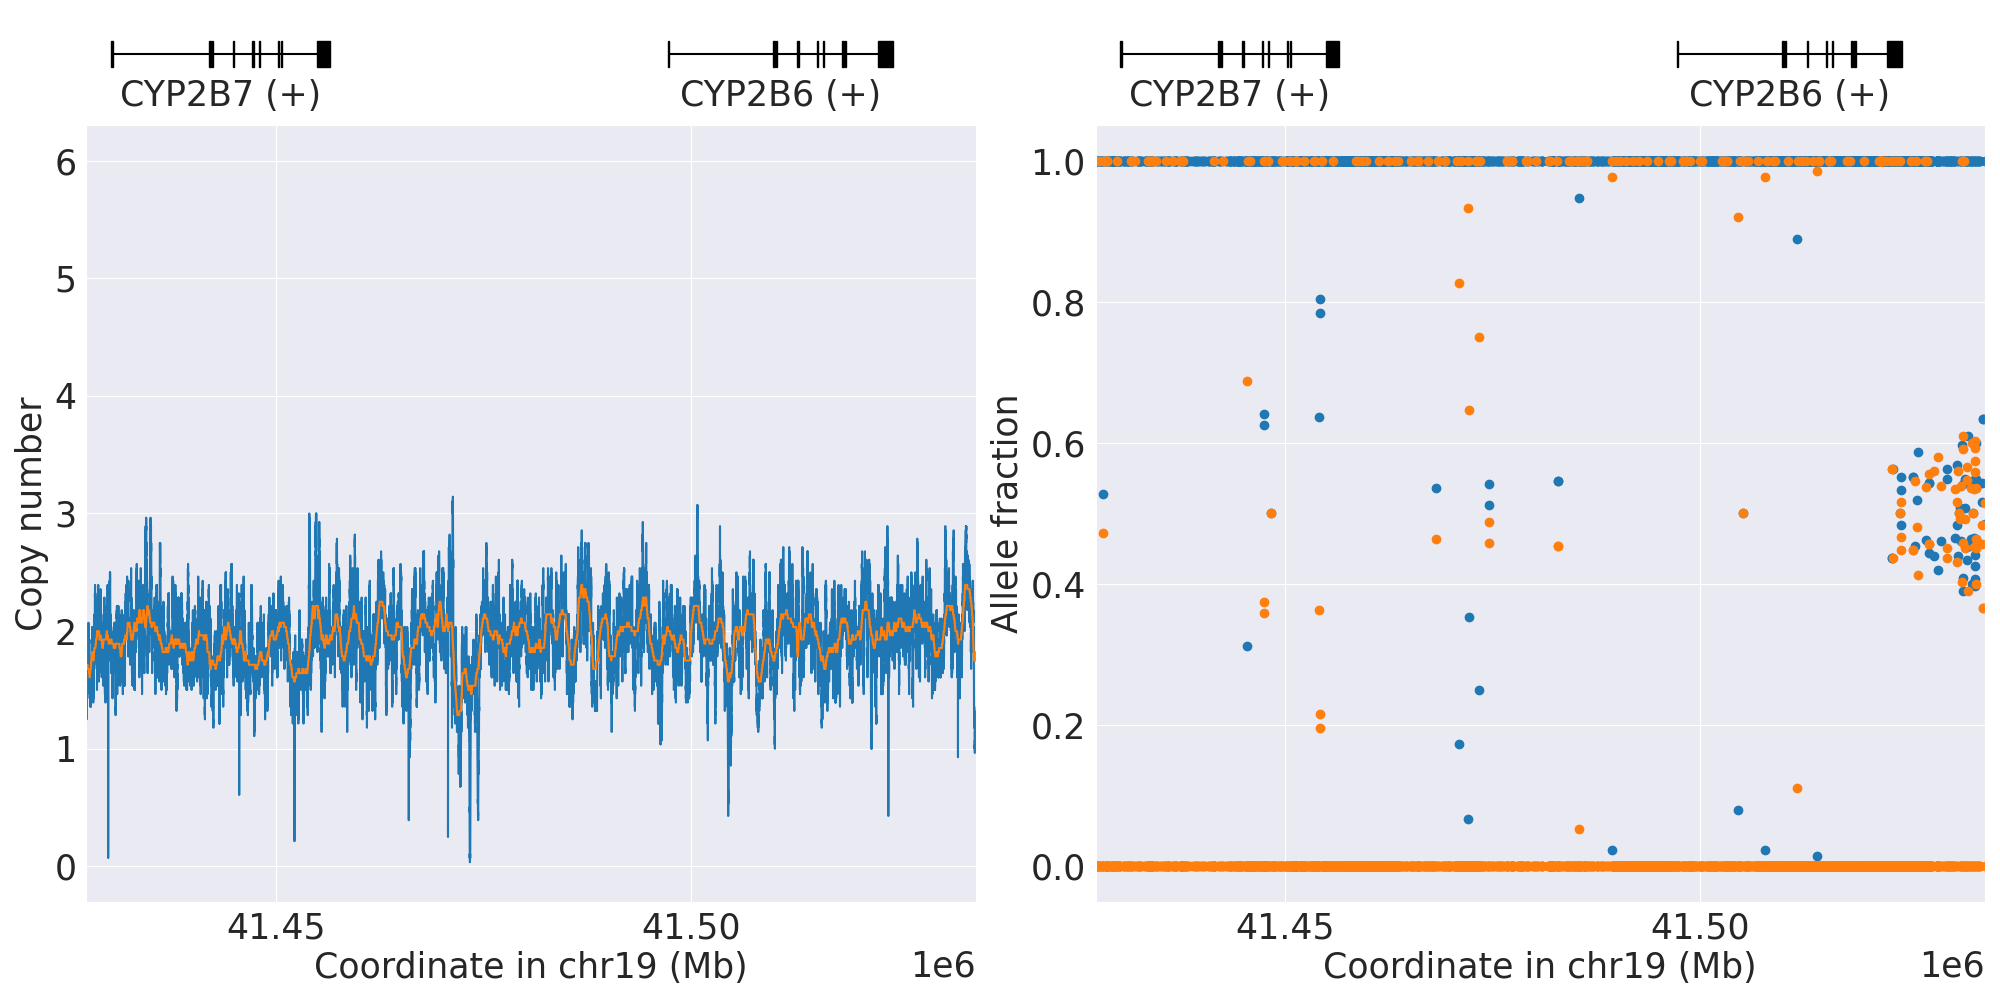 CYP2B7 (+)
CYP2B6 (+)
6
5
4
3
2
1
0
Copy number
41.45
41.50
Coordinate in chr19 (Mb)
1e6
CYP2B7 (+)
CYP2B6 (+)
1.0
0.8
0.6
0.4
0.2
0.0
Allele fraction
41.45
41.50
Coordinate in chr19 (Mb)
1e6